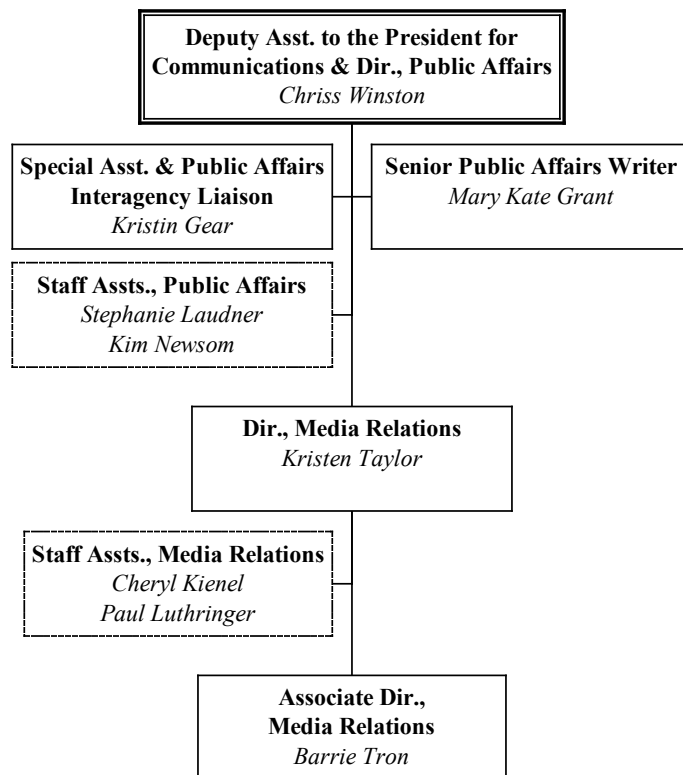 Deputy Asst. to the President for
Communications & Dir., Public Affairs
Chriss Winston
Special Asst. & Public Affairs
Interagency Liaison
Kristin Gear
Senior Public Affairs Writer
Mary Kate Grant
Staff Assts., Public Affairs
Stephanie Laudner
Kim Newsom
Dir., Media Relations
Kristen Taylor
Staff Assts., Media Relations
Cheryl Kienel
Paul Luthringer
Associate Dir.,
Media Relations
Barrie Tron